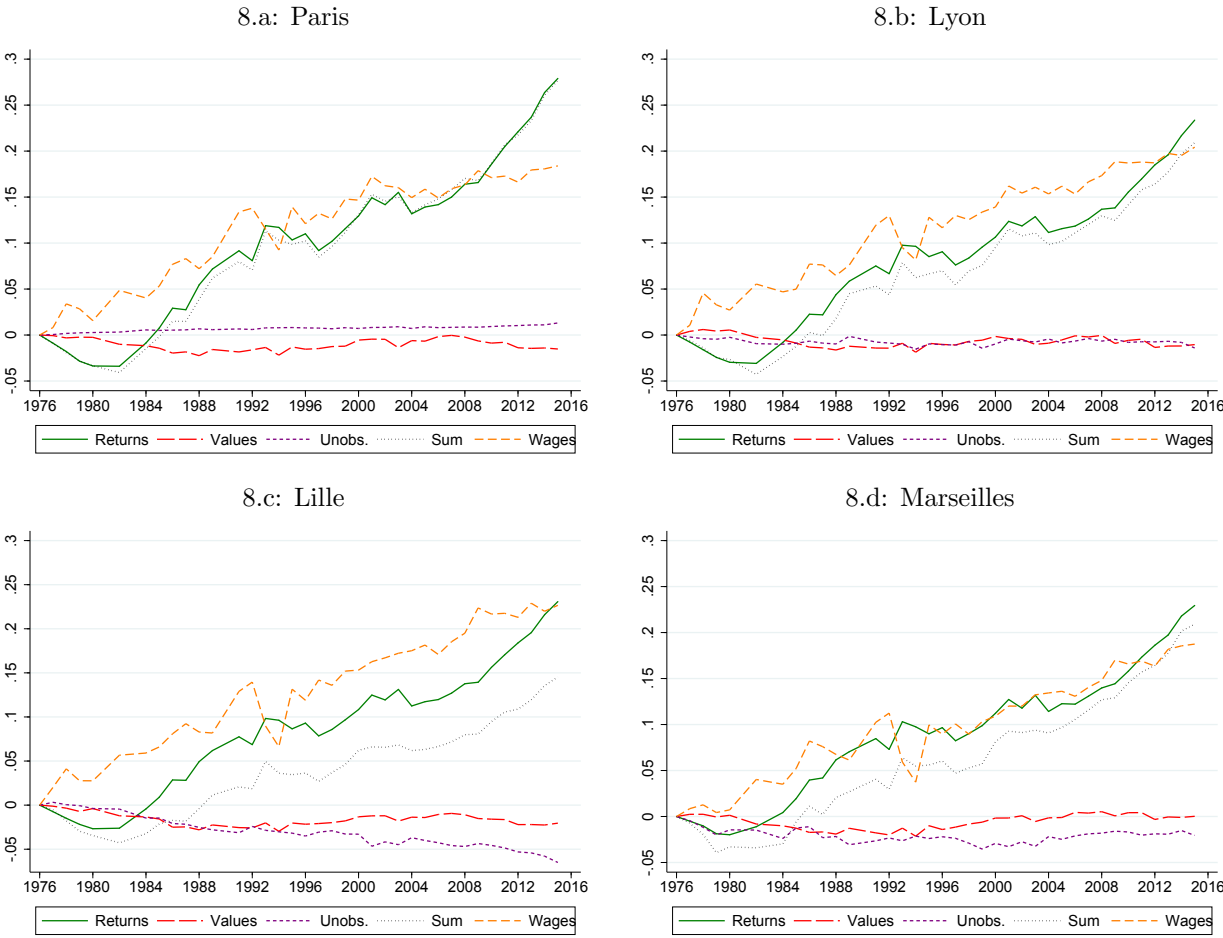 8.a: Paris
.3
.25
.2
.15
.1
.05
0
-.05
1976 1980 1984 1988 1992 1996 2000 2004 2008 2012 2016
Returns Values Unobs. Sum Wages
8.b: Lyon
.3
.25
.2
.15
.1
.05
0
-.05
1976 1980 1984 1988 1992 1996 2000 2004 2008 2012 2016
Returns Values Unobs. Sum Wages
8.c: Lille
.3
.25
.2
.15
.1
.05
0
-.05
1976 1980 1984 1988 1992 1996 2000 2004 2008 2012 2016
Returns Values Unobs. Sum Wages
8.d: Marseilles
.3
.25
.2
.15
.1
.05
0
-.05
1976 1980 1984 1988 1992 1996 2000 2004 2008 2012 2016
Returns Values Unobs. Sum Wages